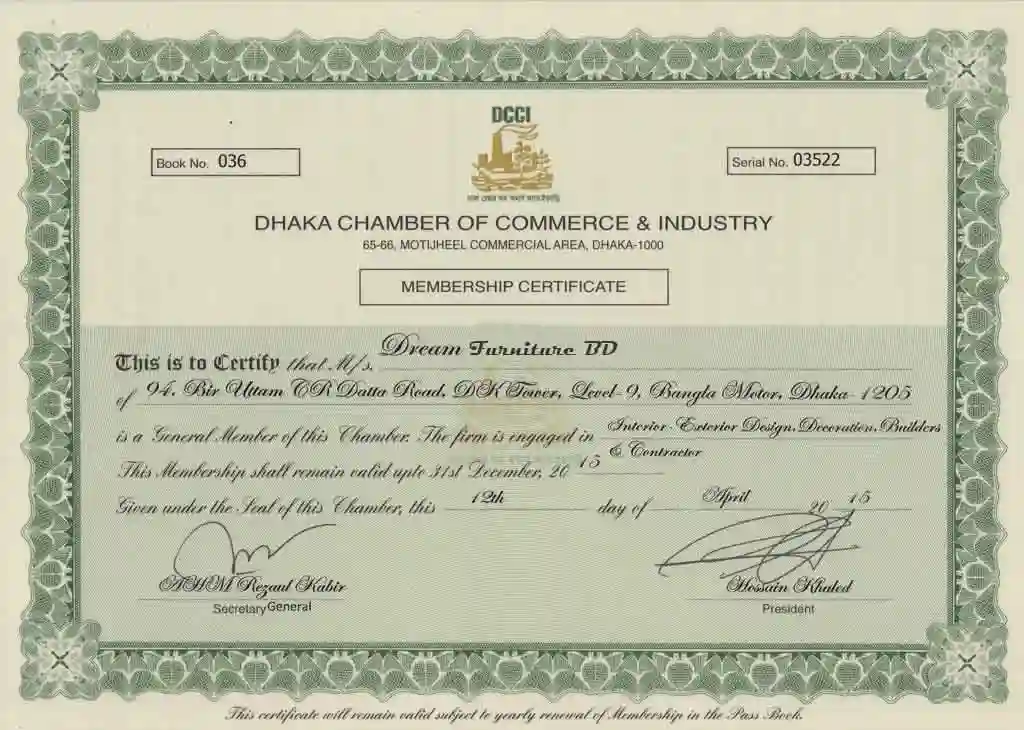 DCCI
Book No. 036
Serial No. 03522
DHAKA CHAMBER OF COMMERCE & INDUSTRY
65-66, MOTIJHEEL COMMERCIAL AREA, DHAKA-1000
MEMBERSHIP CERTIFICATE
This is to Certify that M/s. Dream Furniture BD
of 94. Bir Uttam CR Datta Road, DK Tower, Level-9, Bangla Motor, Dhaka-1205
is a General Member of this Chamber. The firm is engaged in Interior-Exterior Design, Decoration, Builders
& Contractor
This Membership shall remain valid upto 31st December, 20 15
Given under the Seal of this Chamber, this 12th day of April 20 15
AHM Rezaul Kabir
Hossain Khaled
Secretary General
President
This certificate will remain valid subject to yearly renewal of Membership in the Pass Book.